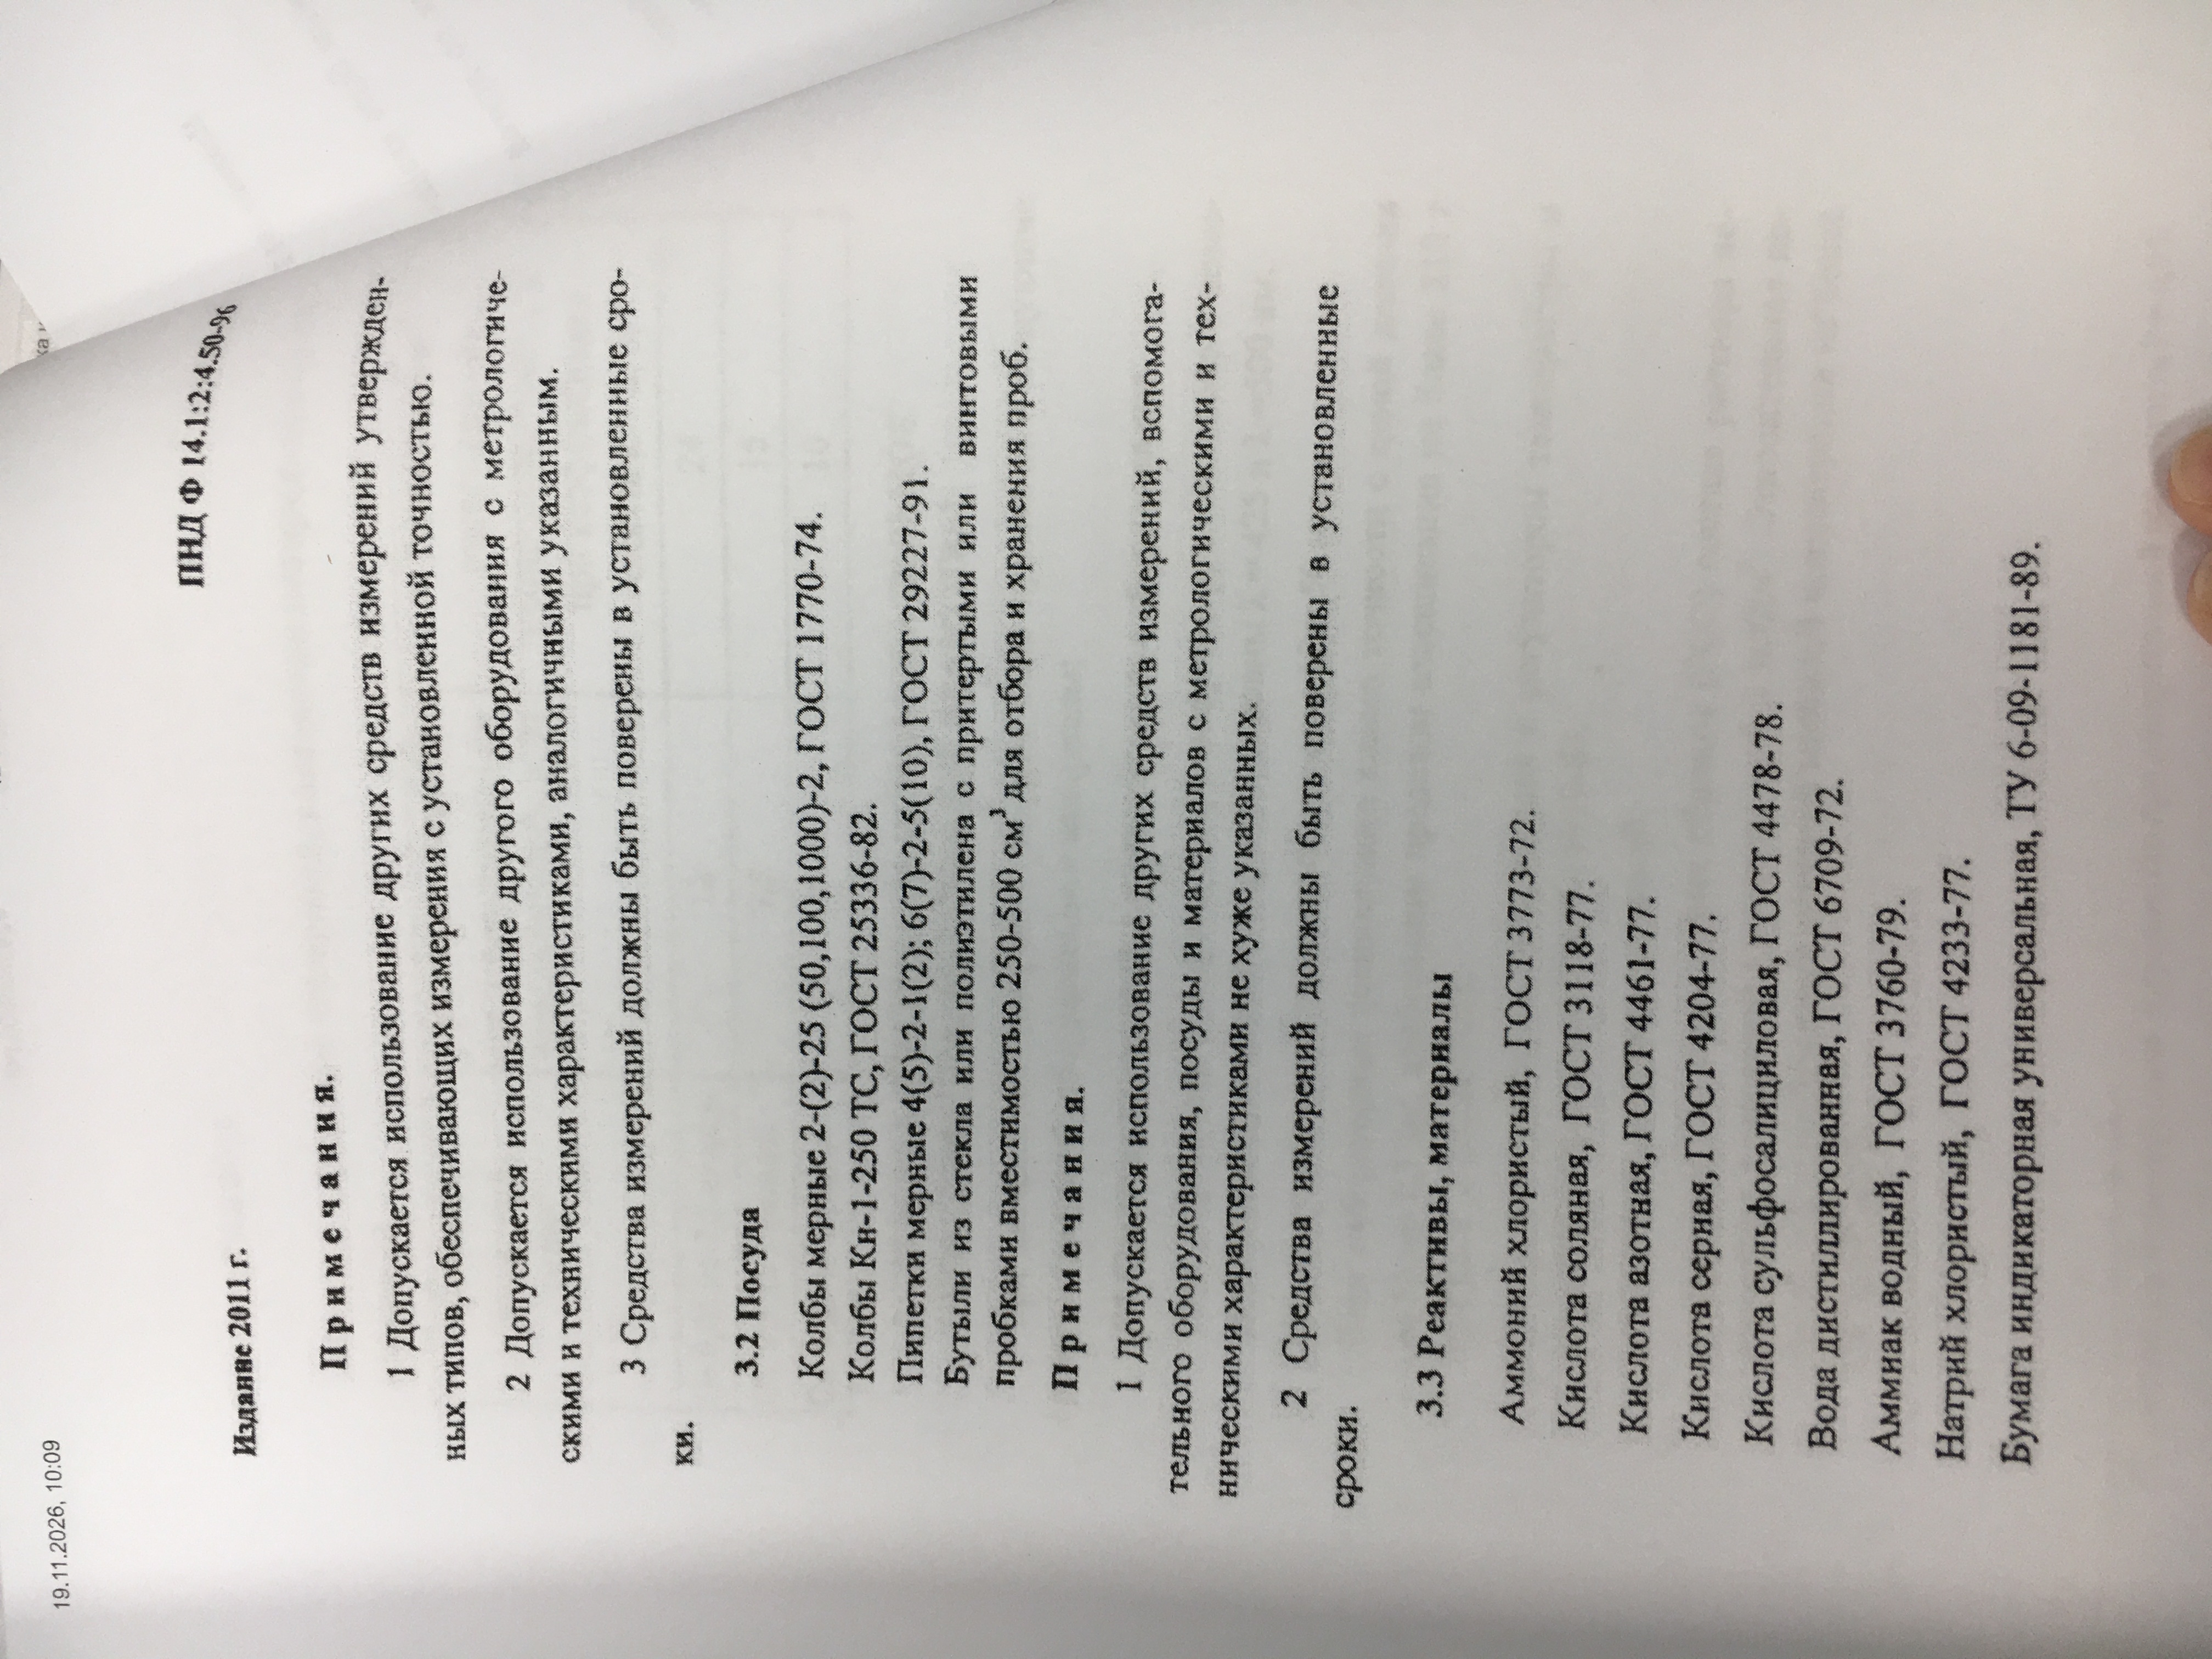 19.11.2026, 10:09
ка
ПНД Ф 14.1:2:4.50-96
Издание 2011 г.
Примечания.
1 Допускается использование других средств измерений утвержден-
ных типов, обеспечивающих измерения с установленной точностью.
2 Допускается использование другого оборудования с метрологиче-
скими и техническими характеристиками, аналогичными указанным.
3 Средства измерений должны быть поверены в установленные сро-
ки.
3.2 Посуда
Колбы мерные 2-(2)-25 (50,100,1000)-2, ГОСТ 1770-74.
Колбы Кн-1-250 ТС, ГОСТ 25336-82.
Пипетки мерные 4(5)-2-1(2); 6(7)-2-5(10), ГОСТ 29227-91.
Бутыли из стекла или полиэтилена с притертыми или винтовыми
пробками вместимостью 250-500 см³ для отбора и хранения проб.
Примечания.
1 Допускается использование других средств измерений, вспомога-
тельного оборудования, посуды и материалов с метрологическими и тех-
ническими характеристиками не хуже указанных.
2 Средства измерений должны быть поверены в установленные
сроки.
3.3 Реактивы, материалы
Аммоний хлористый, ГОСТ 3773-72.
Кислота соляная, ГОСТ 3118-77.
Кислота азотная, ГОСТ 4461-77.
Кислота серная, ГОСТ 4204-77.
Кислота сульфосалициловая, ГОСТ 4478-78.
Вода дистиллированная, ГОСТ 6709-72.
Аммиак водный, ГОСТ 3760-79.
Натрий хлористый, ГОСТ 4233-77.
Бумага индикаторная универсальная, ТУ 6-09-1181-89.